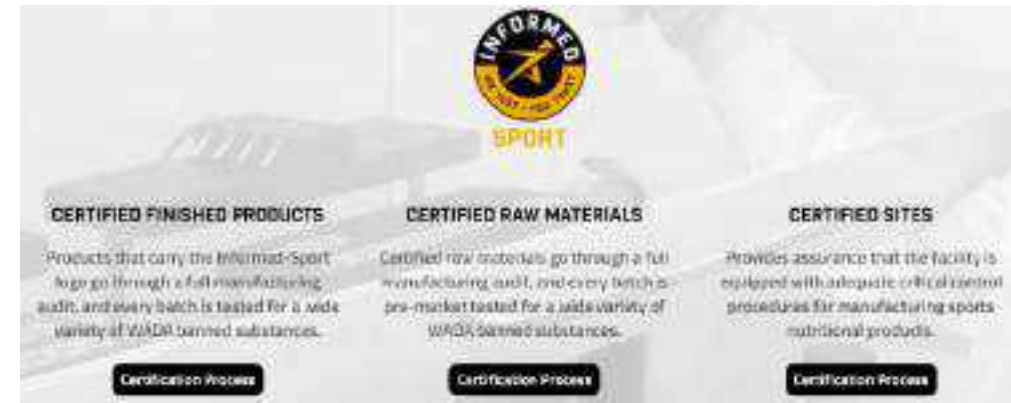 INFORMED
WE TEST · YOU TRUST
SPORT
CERTIFIED FINISHED PRODUCTS
Products that carry the Informed-Sport
logo go through a full manufacturing
audit, and every batch is tested for a wide
variety of WADA banned substances.
Certification Process
CERTIFIED RAW MATERIALS
Certified raw materials go through a full
manufacturing audit, and every batch is
pre-market tested for a wide variety of
WADA banned substances.
Certification Process
CERTIFIED SITES
Provides assurance that the facility is
equipped with adequate critical control
procedures for manufacturing sports
nutritional products.
Certification Process